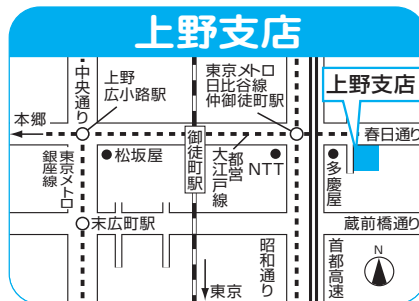 上野支店
中央通り
上野
広小路駅
東京メトロ
日比谷線
仲御徒町駅
上野支店
本郷
春日通り
東京メトロ
銀座線
松坂屋
御徒町駅
都営
大江戸線
NTT
多慶屋
末広町駅
蔵前橋通り
東京
昭和通り
首都高速
N